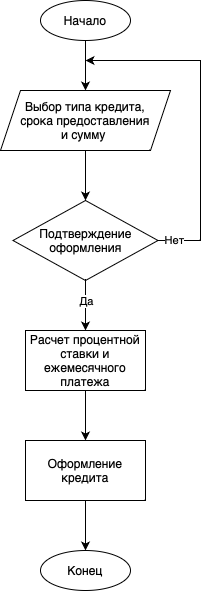 Начало
Выбор типа кредита,
срока предоставления
и сумму
Подтверждение
оформления
Нет
Да
Расчет процентной
ставки и
ежемесячного
платежа
Оформление
кредита
Конец